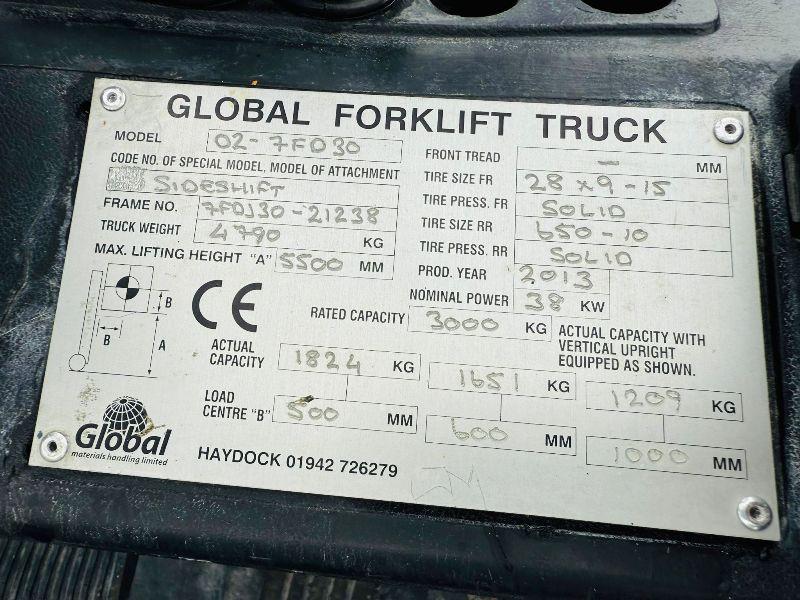 GLOBAL FORKLIFT TRUCK
MODEL 02-7FD30
CODE NO. OF SPECIAL MODEL, MODEL OF ATTACHMENT
SIDESHIFT
FRAME NO. 7FDJ30-21238
TRUCK WEIGHT 4790 KG
MAX. LIFTING HEIGHT "A" 5500 MM
FRONT TREAD - MM
TIRE SIZE FR 28 x 9 - 15
TIRE PRESS. FR SOLID
TIRE SIZE RR 650-10
TIRE PRESS. RR SOLID
PROD. YEAR 2013
NOMINAL POWER 38 KW
B
B
A
CE
RATED CAPACITY 3000 KG
ACTUAL CAPACITY WITH
VERTICAL UPRIGHT
EQUIPPED AS SHOWN.
ACTUAL
CAPACITY 1824 KG 1651 KG 1209 KG
LOAD
CENTRE "B" 500 MM 600 MM 1000 MM
Global
materials handling limited
HAYDOCK 01942 726279